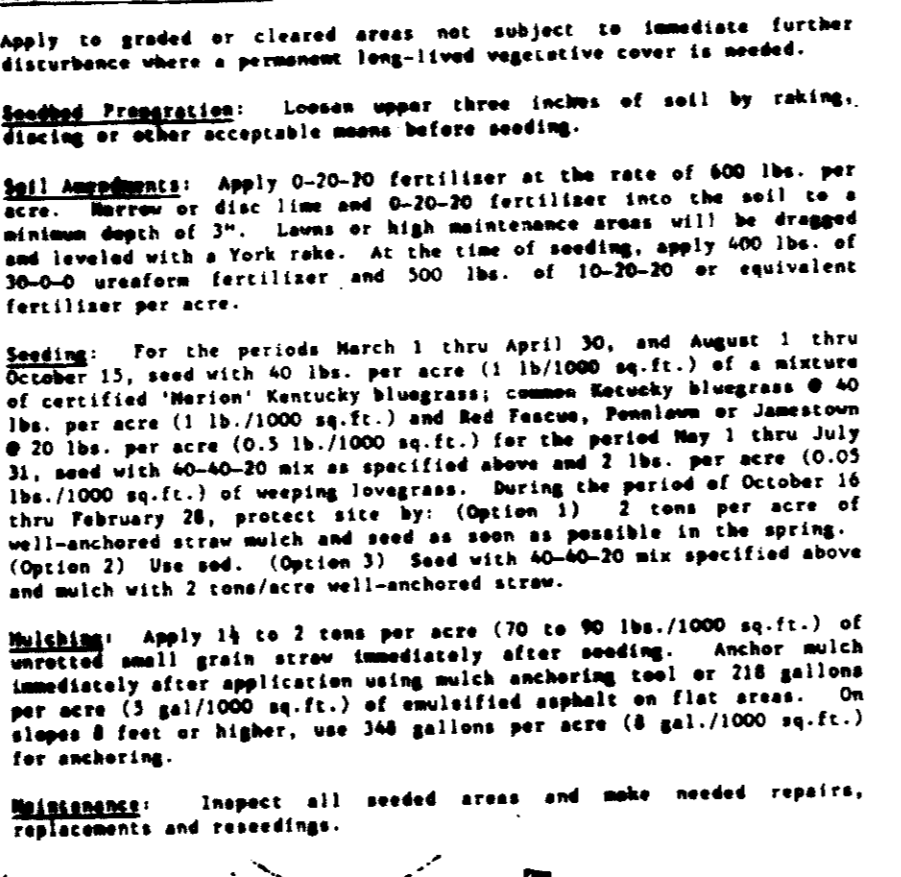 Apply to graded or cleared areas not subject to immediate further
disturbance where a permanent long-lived vegetative cover is needed.
Seedbed Preparation: Loosen upper three inches of soil by raking,
discing or other acceptable means before seeding.
Soil Amendments: Apply 0-20-20 fertilizer at the rate of 600 lbs. per
acre. Harrow or disc lime and 0-20-20 fertilizer into the soil to a
minimum depth of 3". Lawns or high maintenance areas will be dragged
and leveled with a York rake. At the time of seeding, apply 400 lbs. of
30-0-0 ureaform fertilizer and 500 lbs. of 10-20-20 or equivalent
fertilizer per acre.
Seeding: For the periods March 1 thru April 30, and August 1 thru
October 15, seed with 40 lbs. per acre (1 lb/1000 sq.ft.) of a mixture
of certified 'Merion' Kentucky bluegrass; common Ketucky bluegrass @ 40
lbs. per acre (1 lb./1000 sq.ft.) and Red Fescue, Pennlawn or Jamestown
@ 20 lbs. per acre (0.5 lb./1000 sq.ft.) for the period May 1 thru July
31, seed with 40-40-20 mix as specified above and 2 lbs. per acre (0.05
lbs./1000 sq.ft.) of weeping lovegrass. During the period of October 16
thru February 28, protect site by: (Option 1) 2 tons per acre of
well-anchored straw mulch and seed as soon as possible in the spring.
(Option 2) Use sod. (Option 3) Seed with 40-40-20 mix specified above
and mulch with 2 tons/acre well-anchored straw.
Mulching: Apply 1½ to 2 tons per acre (70 to 90 lbs./1000 sq.ft.) of
unrotted small grain straw immediately after seeding. Anchor mulch
immediately after application using mulch anchoring tool or 218 gallons
per acre (5 gal/1000 sq.ft.) of emulsified asphalt on flat areas. On
slopes 8 feet or higher, use 348 gallons per acre (8 gal./1000 sq.ft.)
for anchoring.
Maintenance: Inspect all seeded areas and make needed repairs,
replacements and reseedings.